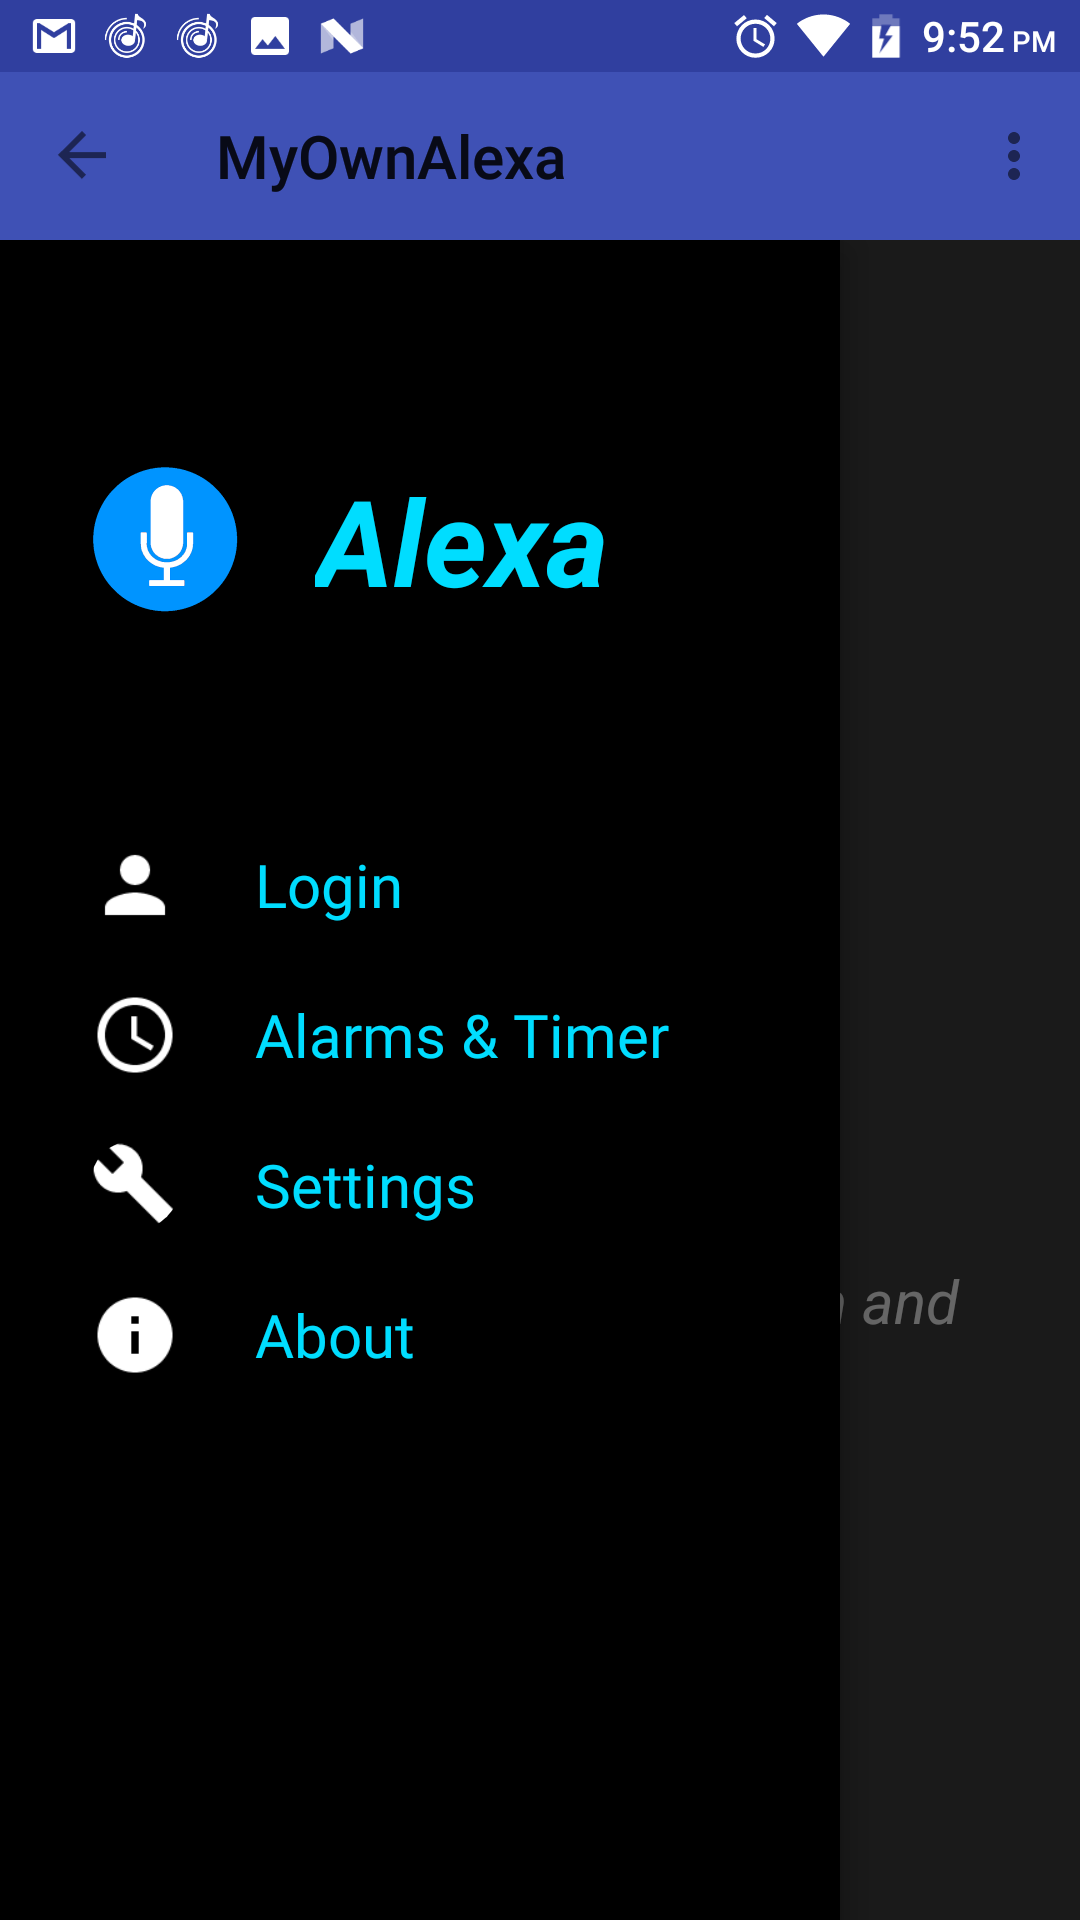 9:52 PM
MyOwnAlexa
Alexa
Login
Alarms & Timer
Settings
and
About